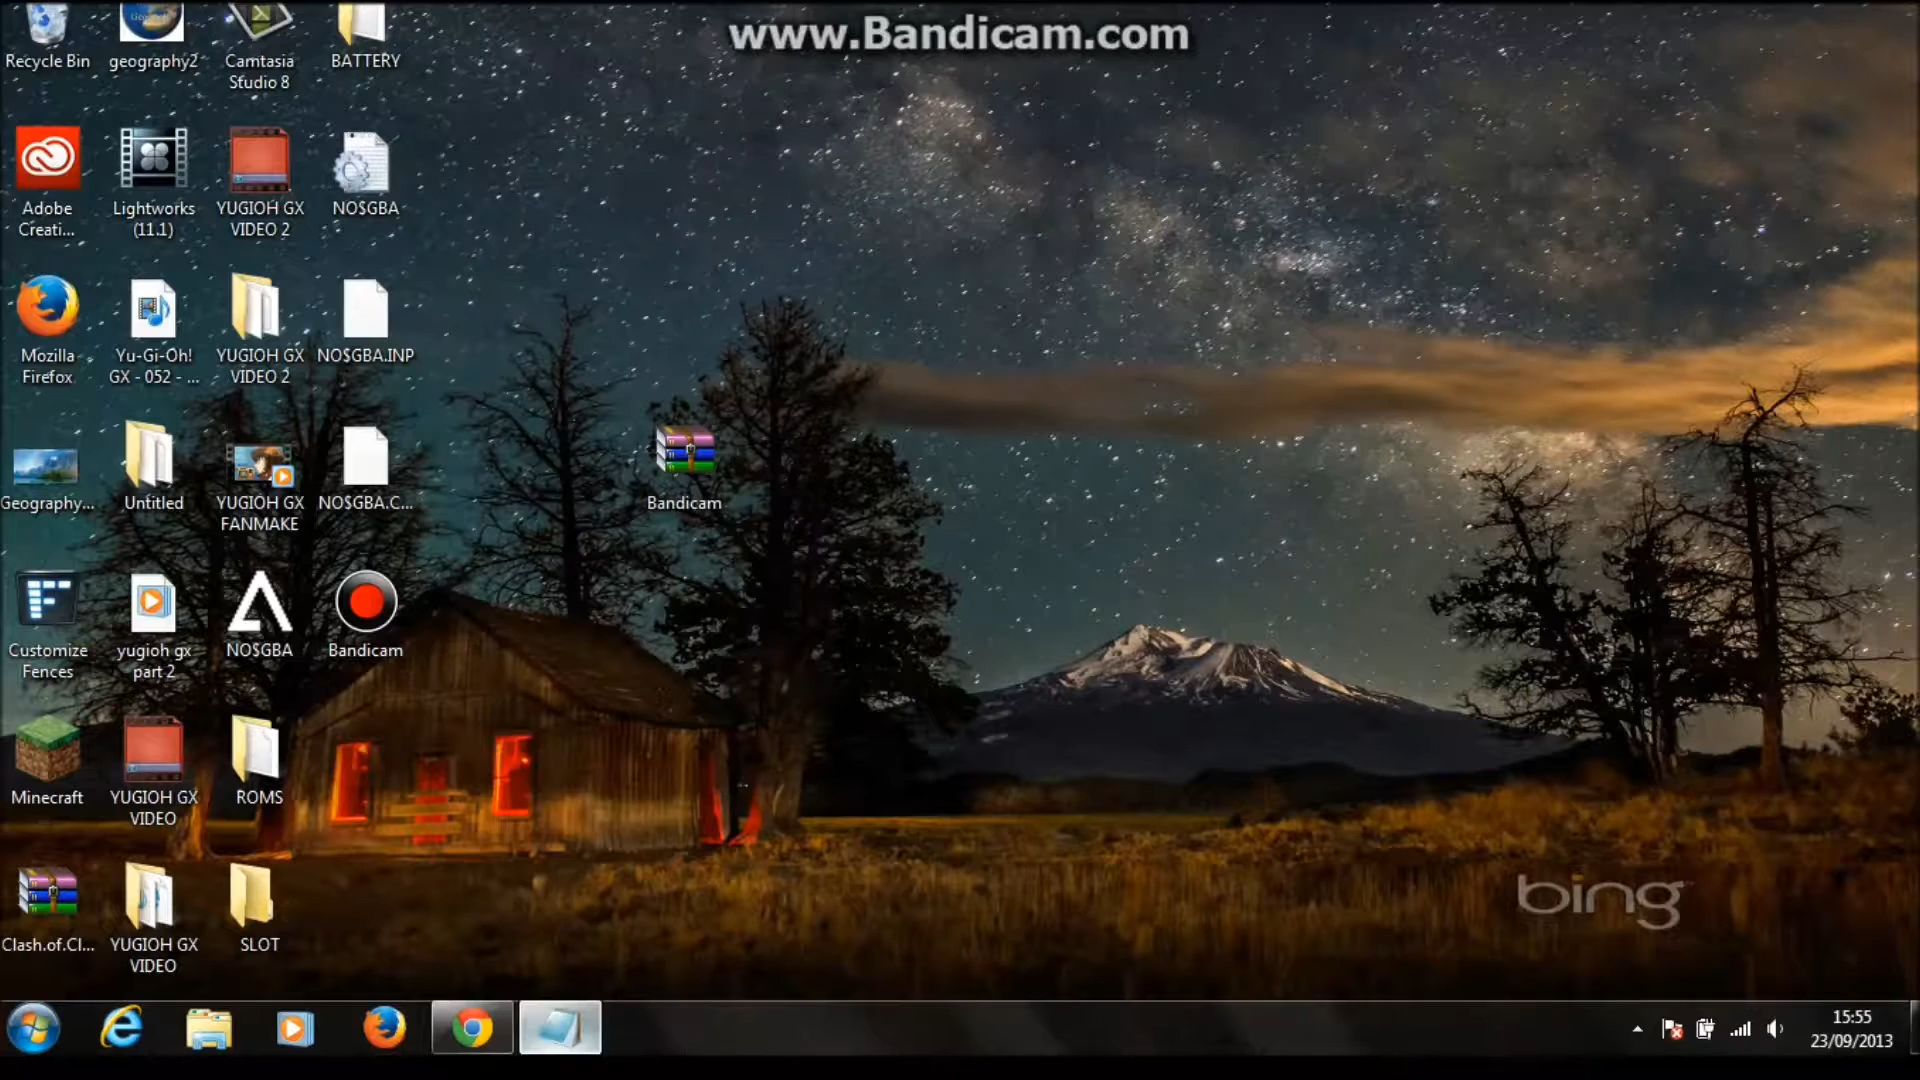 www.Bandicam.com
Recycle Bin
geography2
Camtasia
Studio 8
BATTERY
Adobe
Creati...
Lightworks
(11.1)
YUGIOH GX
VIDEO 2
NO$GBA
Mozilla
Firefox
Yu-Gi-Oh!
GX - 052 - ...
YUGIOH GX
VIDEO 2
NO$GBA.INP
Geography...
Untitled
YUGIOH GX
FANMAKE
NO$GBA.C...
Bandicam
Customize
Fences
yugioh gx
part 2
NO$GBA
Bandicam
Minecraft
YUGIOH GX
VIDEO
ROMS
Clash.of.Cl...
YUGIOH GX
VIDEO
SLOT
bing
15:55
23/09/2013